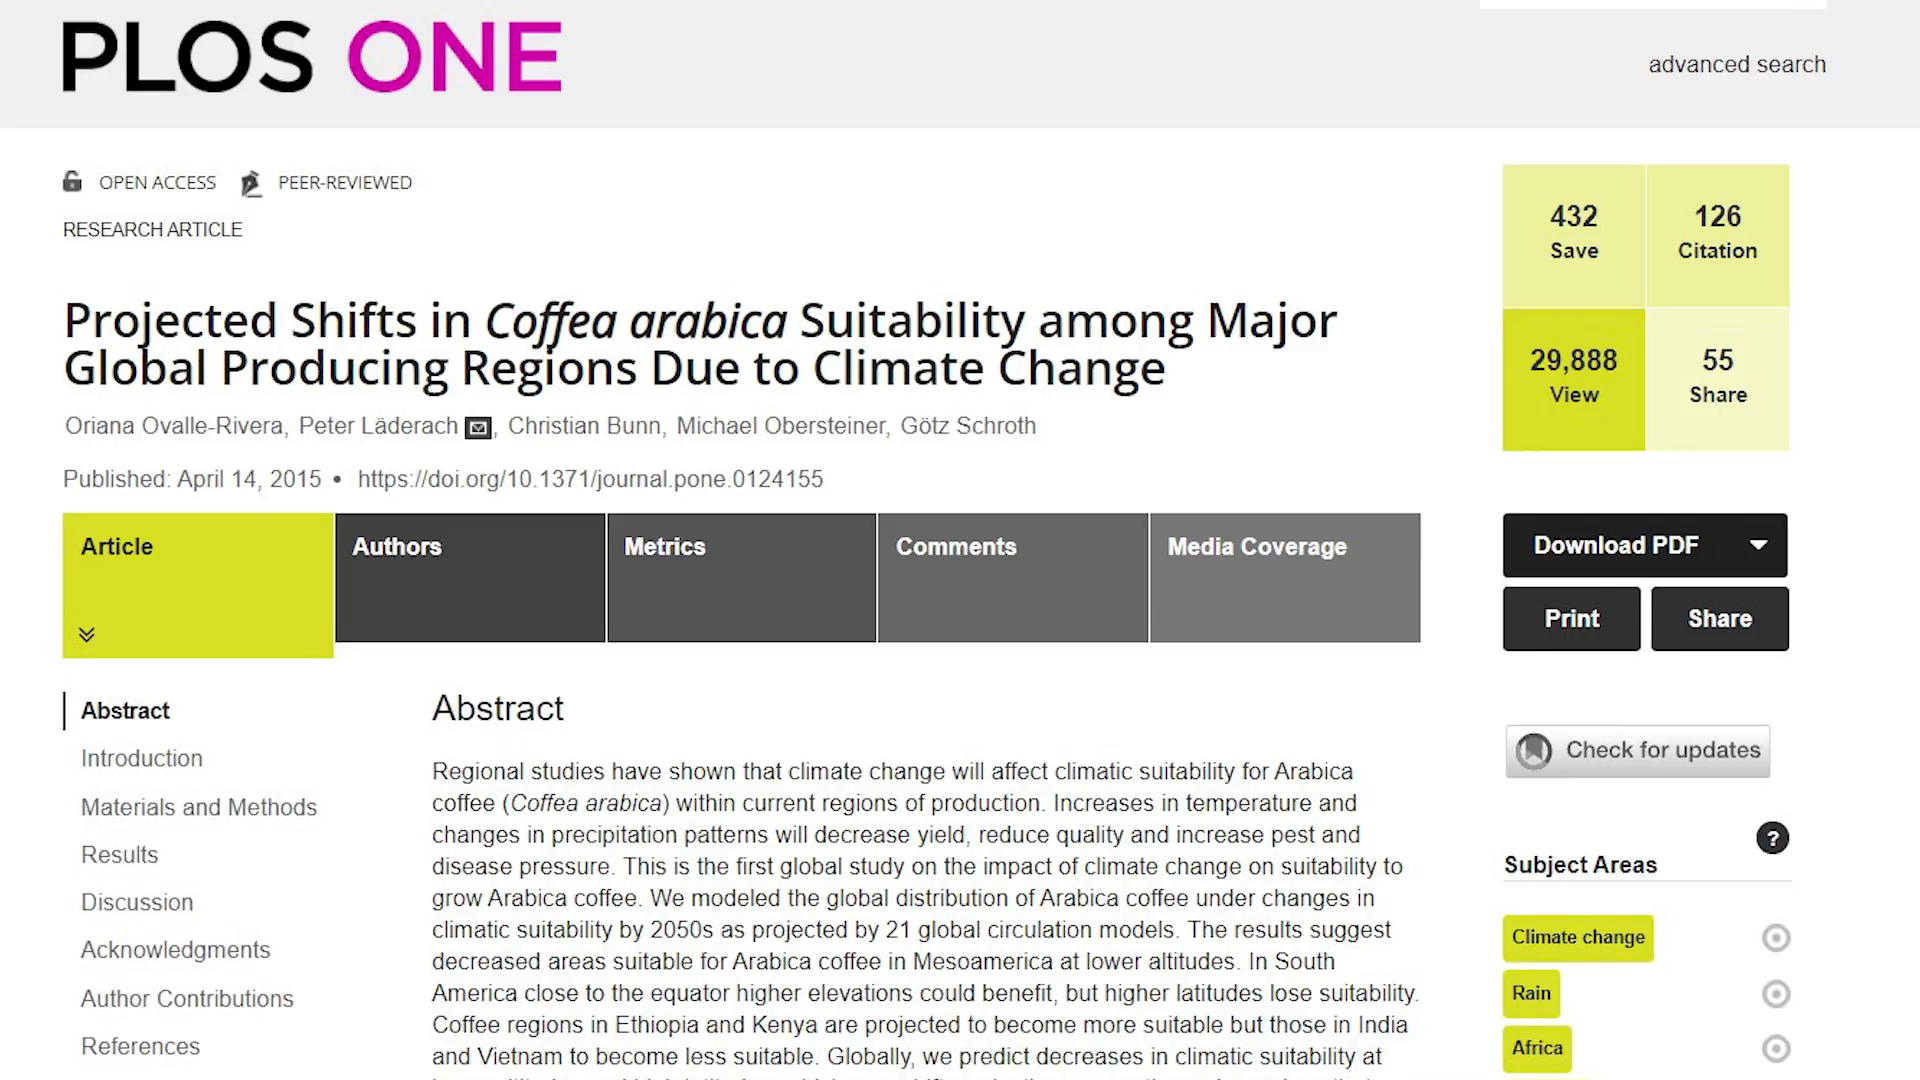 PLOS ONE
advanced search
OPEN ACCESS PEER-REVIEWED
RESEARCH ARTICLE
Projected Shifts in Coffea arabica Suitability among Major
Global Producing Regions Due to Climate Change
Oriana Ovalle-Rivera, Peter Läderach, Christian Bunn, Michael Obersteiner, Götz Schroth
Published: April 14, 2015 • https://doi.org/10.1371/journal.pone.0124155
432
Save
126
Citation
29,888
View
55
Share
Article
Authors
Metrics
Comments
Media Coverage
Download PDF
Print
Share
Abstract
Introduction
Materials and Methods
Results
Discussion
Acknowledgments
Author Contributions
References
Abstract
Regional studies have shown that climate change will affect climatic suitability for Arabica
coffee (Coffea arabica) within current regions of production. Increases in temperature and
changes in precipitation patterns will decrease yield, reduce quality and increase pest and
disease pressure. This is the first global study on the impact of climate change on suitability to
grow Arabica coffee. We modeled the global distribution of Arabica coffee under changes in
climatic suitability by 2050s as projected by 21 global circulation models. The results suggest
decreased areas suitable for Arabica coffee in Mesoamerica at lower altitudes. In South
America close to the equator higher elevations could benefit, but higher latitudes lose suitability.
Coffee regions in Ethiopia and Kenya are projected to become more suitable but those in India
and Vietnam to become less suitable. Globally, we predict decreases in climatic suitability at
Check for updates
?
Subject Areas
Climate change
Rain
Africa